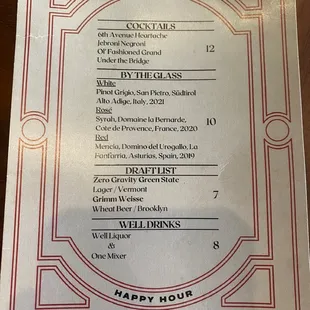 COCKTAILS
6th Avenue Heartache
Jebroni Negroni
Ol' Fashioned Grand
Under the Bridge
12
BY THE GLASS
White
Pinot Grigio, San Pietro, Südtirol
Alto Adige, Italy, 2021
Rosé
Syrah, Domaine la Bernarde,
Cote de Provence, France, 2020
10
Red
Mencia, Domino del Urogallo, La
Fanfarria, Asturias, Spain, 2019
DRAFT LIST
Zero Gravity Green State
Lager / Vermont
Grimm Weisse
Wheat Beer / Brooklyn
7
WELL DRINKS
Well Liquor
&
One Mixer
8
HAPPY HOUR